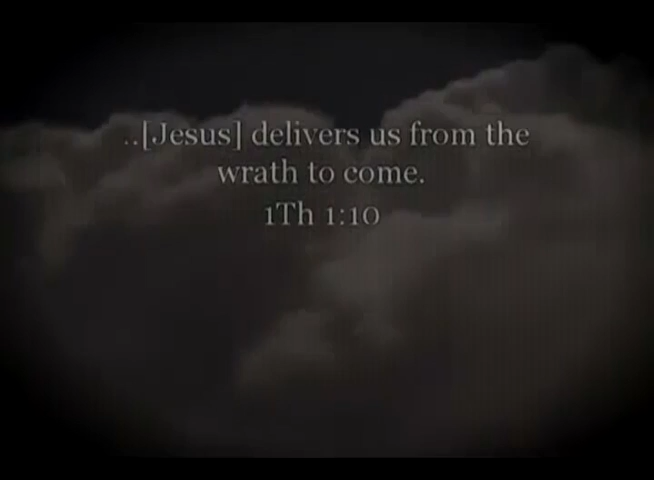 ..[Jesus] delivers us from the
wrath to come.
1Th 1:10